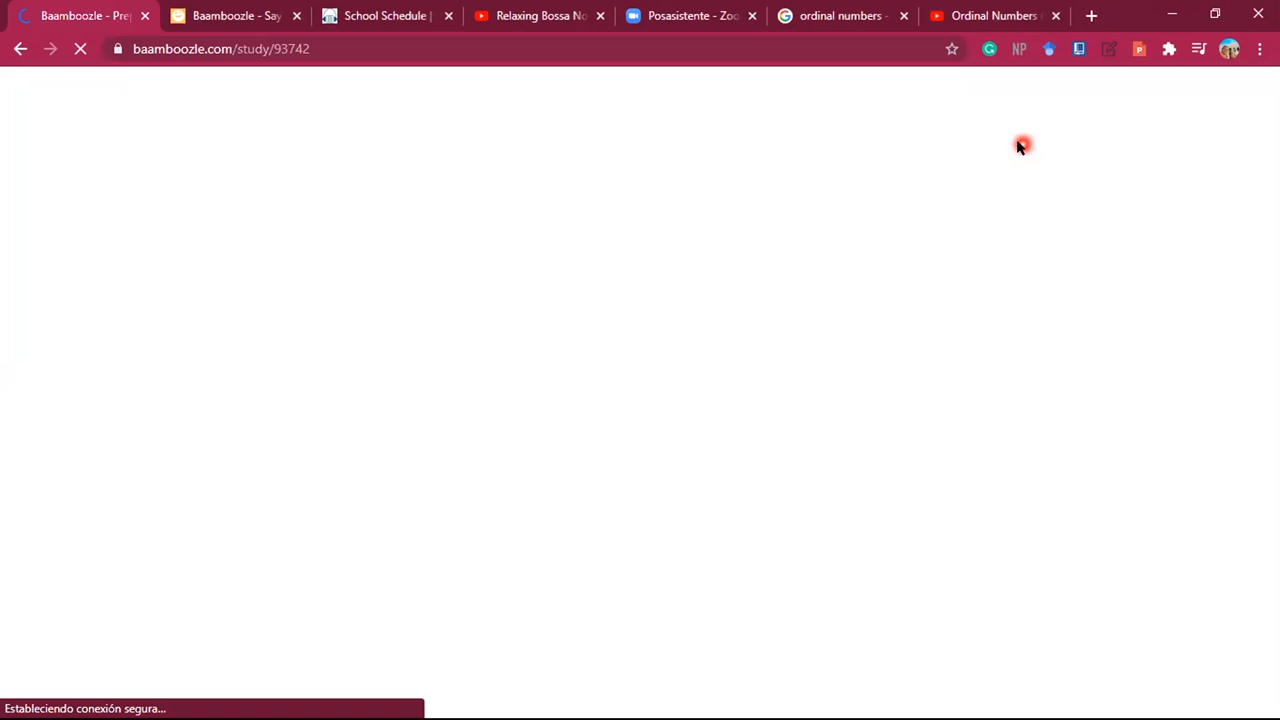 Baamboozle - Prep
Baamboozle - Say
School Schedule |
Relaxing Bossa No
Posasistente - Zoo
ordinal numbers -
Ordinal Numbers
baamboozle.com/study/93742
NP
Estableciendo conexión segura...